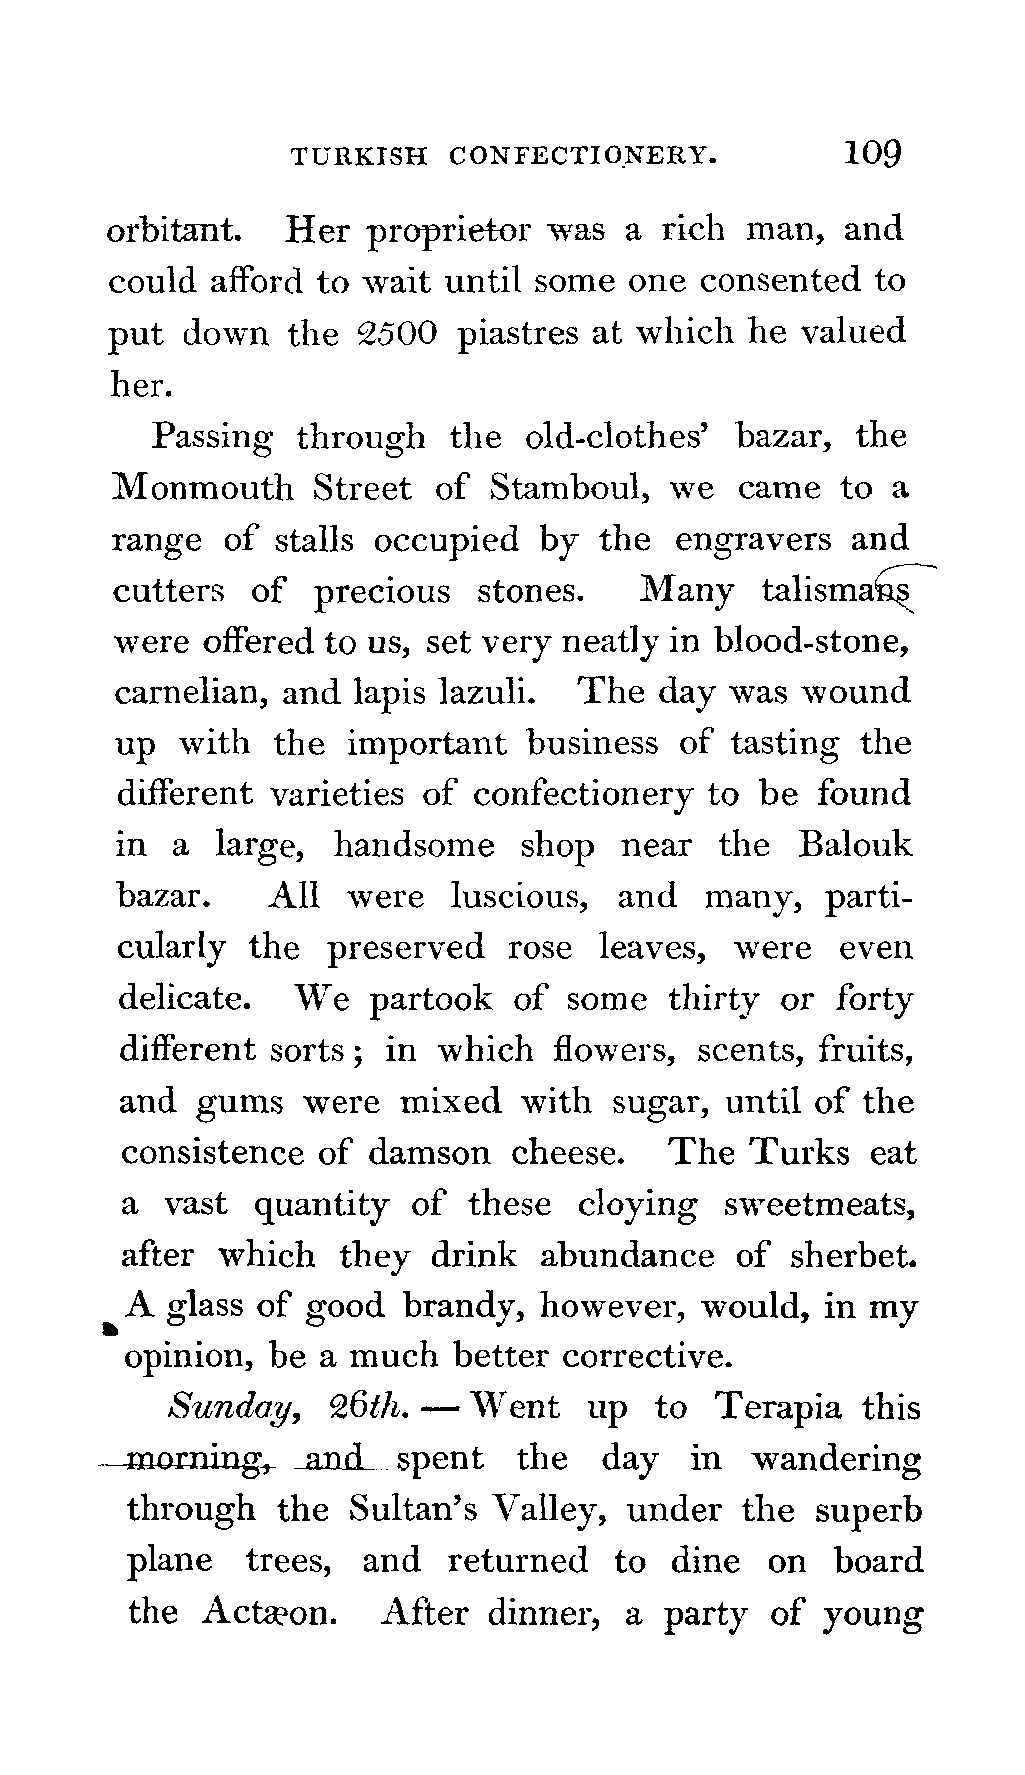 TURKISH CONFECTIONERY. 109
orbitant. Her proprietor was a rich man, and
could afford to wait until some one consented to
put down the 2500 piastres at which he valued
her.
Passing through the old-clothes' bazar, the
Monmouth Street of Stamboul, we came to a
range of stalls occupied by the engravers and
cutters of precious stones. Many talismans
were offered to us, set very neatly in blood-stone,
carnelian, and lapis lazuli. The day was wound
up with the important business of tasting the
different varieties of confectionery to be found
in a large, handsome shop near the Balouk
bazar. All were luscious, and many, parti-
cularly the preserved rose leaves, were even
delicate. We partook of some thirty or forty
different sorts; in which flowers, scents, fruits,
and gums were mixed with sugar, until of the
consistence of damson cheese. The Turks eat
a vast quantity of these cloying sweetmeats,
after which they drink abundance of sherbet.
A glass of good brandy, however, would, in my
opinion, be a much better corrective.
Sunday, 26th. — Went up to Terapia this
morning, and spent the day in wandering
through the Sultan's Valley, under the superb
plane trees, and returned to dine on board
the Actæon. After dinner, a party of young